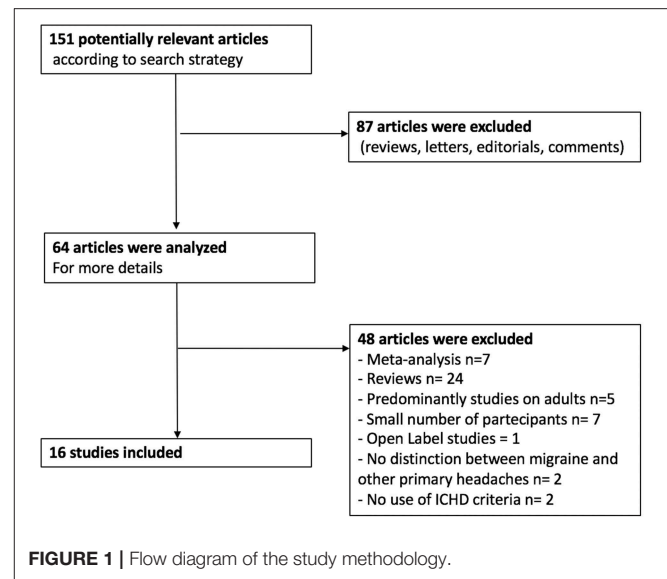 151 potentially relevant articles
according to search strategy
87 articles were excluded
(reviews, letters, editorials, comments)
64 articles were analyzed
For more details
48 articles were excluded
- Meta-analysis n=7
- Reviews n= 24
- Predominantly studies on adults n=5
- Small number of partecipants n= 7
- Open Label studies = 1
- No distinction between migraine and
other primary headaches n= 2
- No use of ICHD criteria n= 2
16 studies included
FIGURE 1 | Flow diagram of the study methodology.